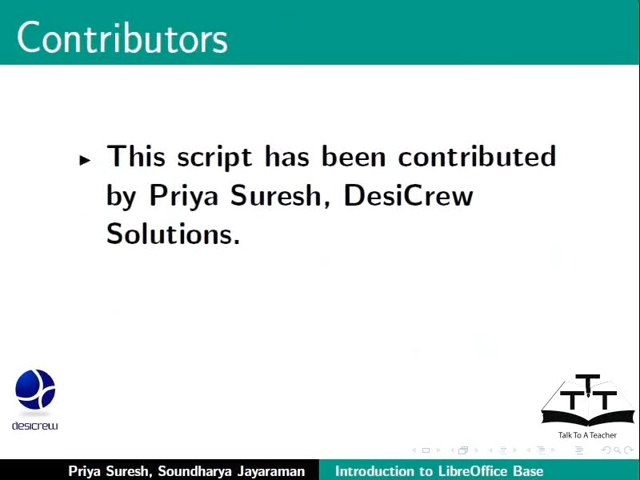 Contributors
This script has been contributed
by Priya Suresh, DesiCrew
Solutions.
desicrew
T
T T
Talk To A Teacher
Priya Suresh, Soundharya Jayaraman
Introduction to LibreOffice Base